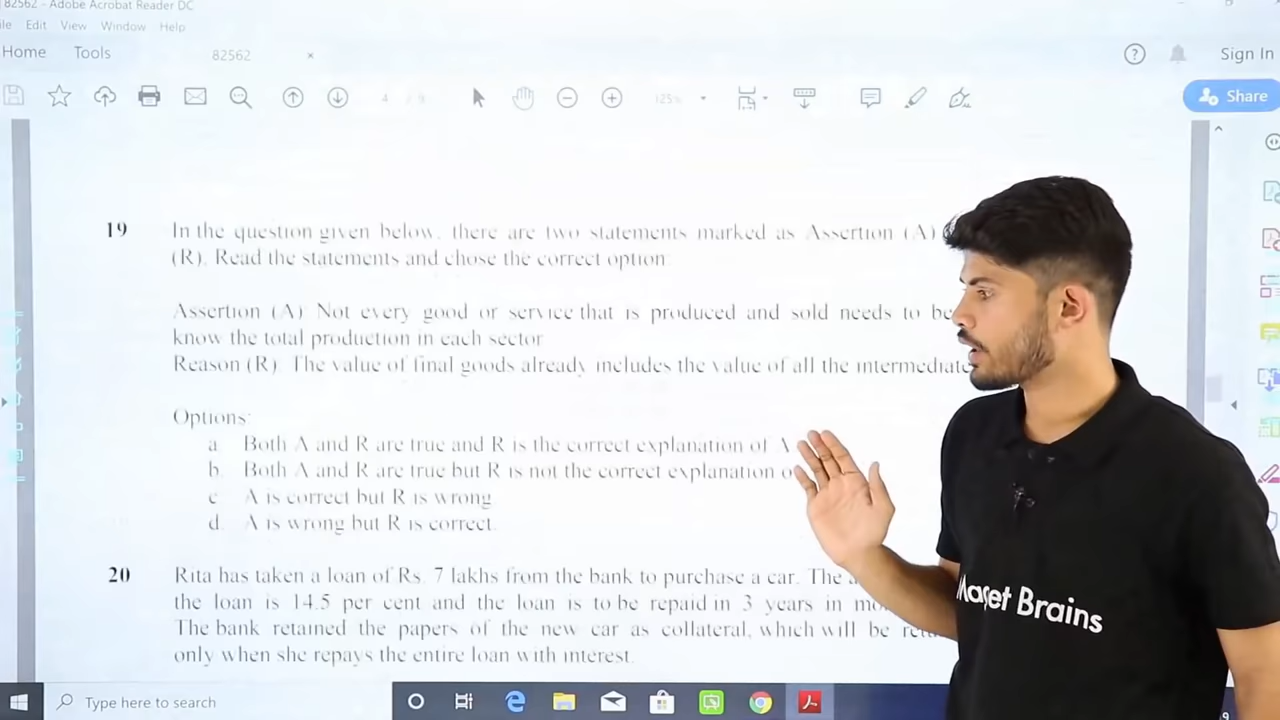 82562 - Adobe Acrobat Reader DC
ile Edit View Window Help
Home Tools 82562 × Sign In
4 / 9 125% Share
19 In the question given below, there are two statements marked as Assertion (A)
(R). Read the statements and chose the correct option
Assertion (A) Not every good or service that is produced and sold needs to be
know the total production in each sector
Reason (R) The value of final goods already includes the value of all the intermediate
Options:
a Both A and R are true and R is the correct explanation of A
b. Both A and R are true but R is not the correct explanation o
c A is correct but R is wrong
d. A is wrong but R is correct.
20 Rita has taken a loan of Rs. 7 lakhs from the bank to purchase a car. The
the loan is 14.5 per cent and the loan is to be repaid in 3 years in
The bank retained the papers of the new car as collateral, which will be
only when she repays the entire loan with interest.
Magnet Brains
Type here to search